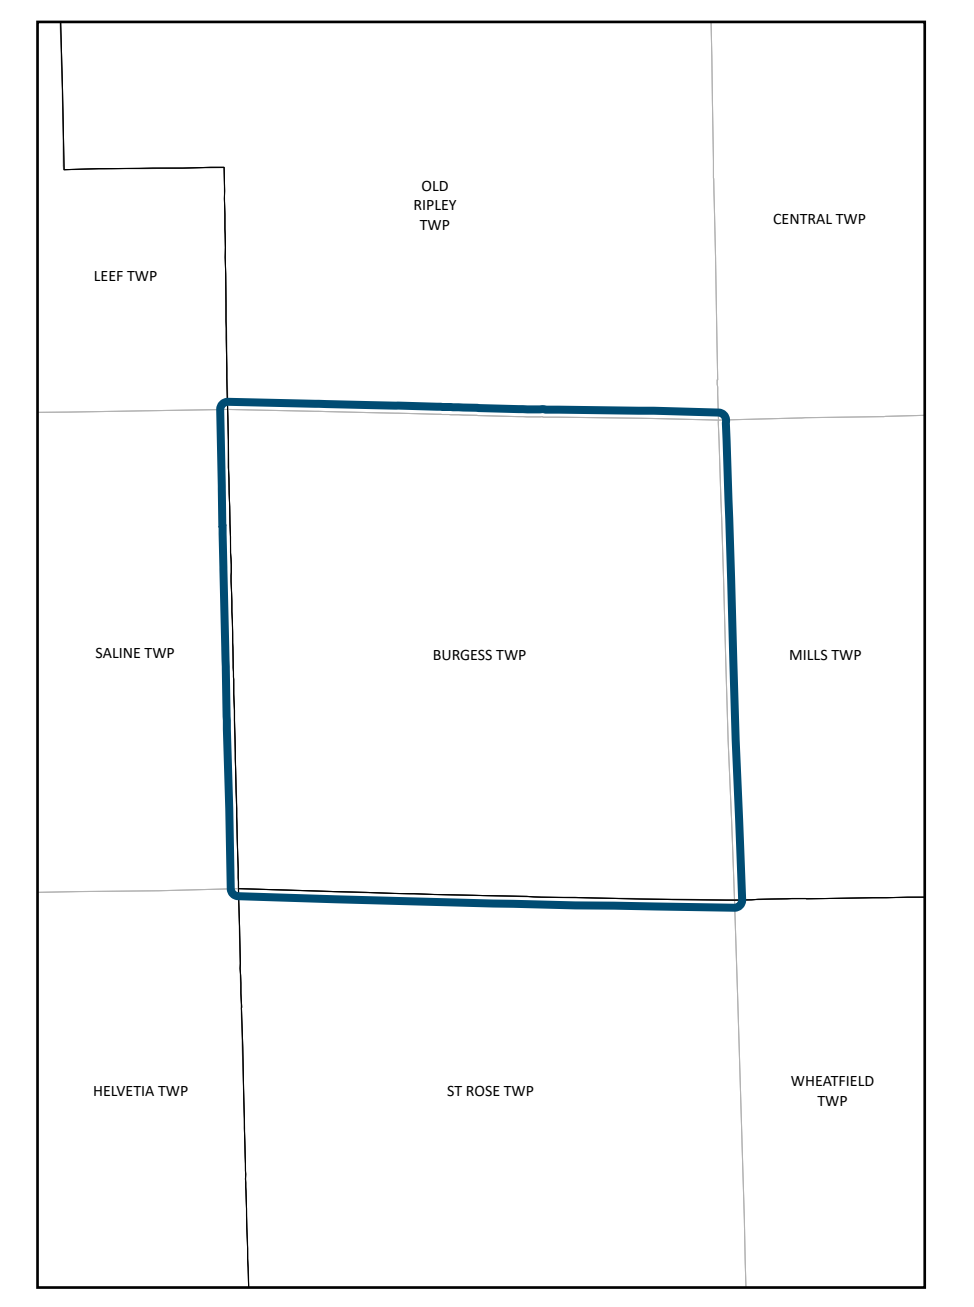 OLD
RIPLEY
TWP
CENTRAL TWP
LEEF TWP
SALINE TWP
BURGESS TWP
MILLS TWP
HELVETIA TWP
ST ROSE TWP
WHEATFIELD
TWP